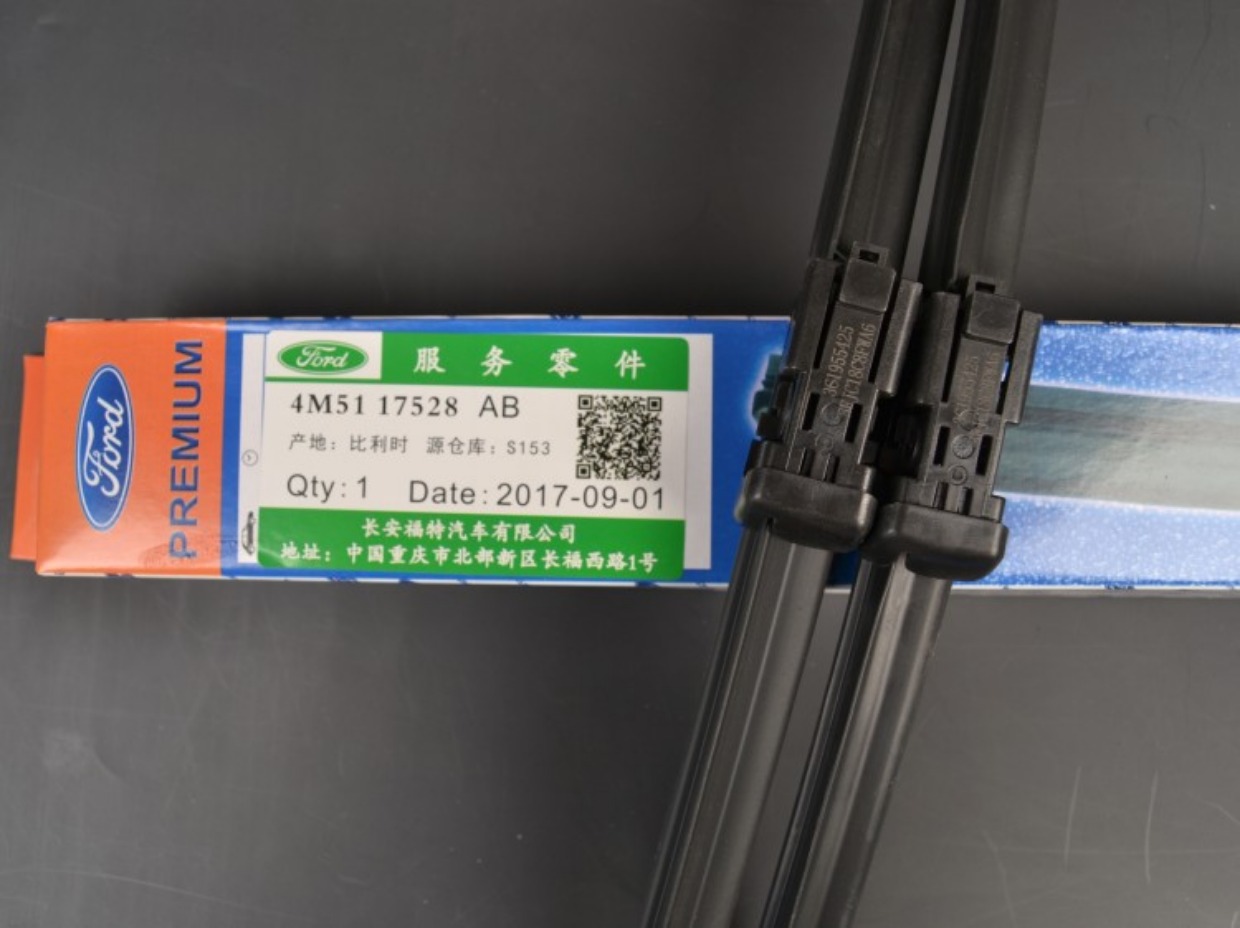 Ford
PREMIUM
Ford
服务零件
4M51 17528 AB
产地：比利时 源仓库：S153
Qty:1 Date:2017-09-01
长安福特汽车有限公司
地址：中国重庆市北部新区长福西路1号
361955425